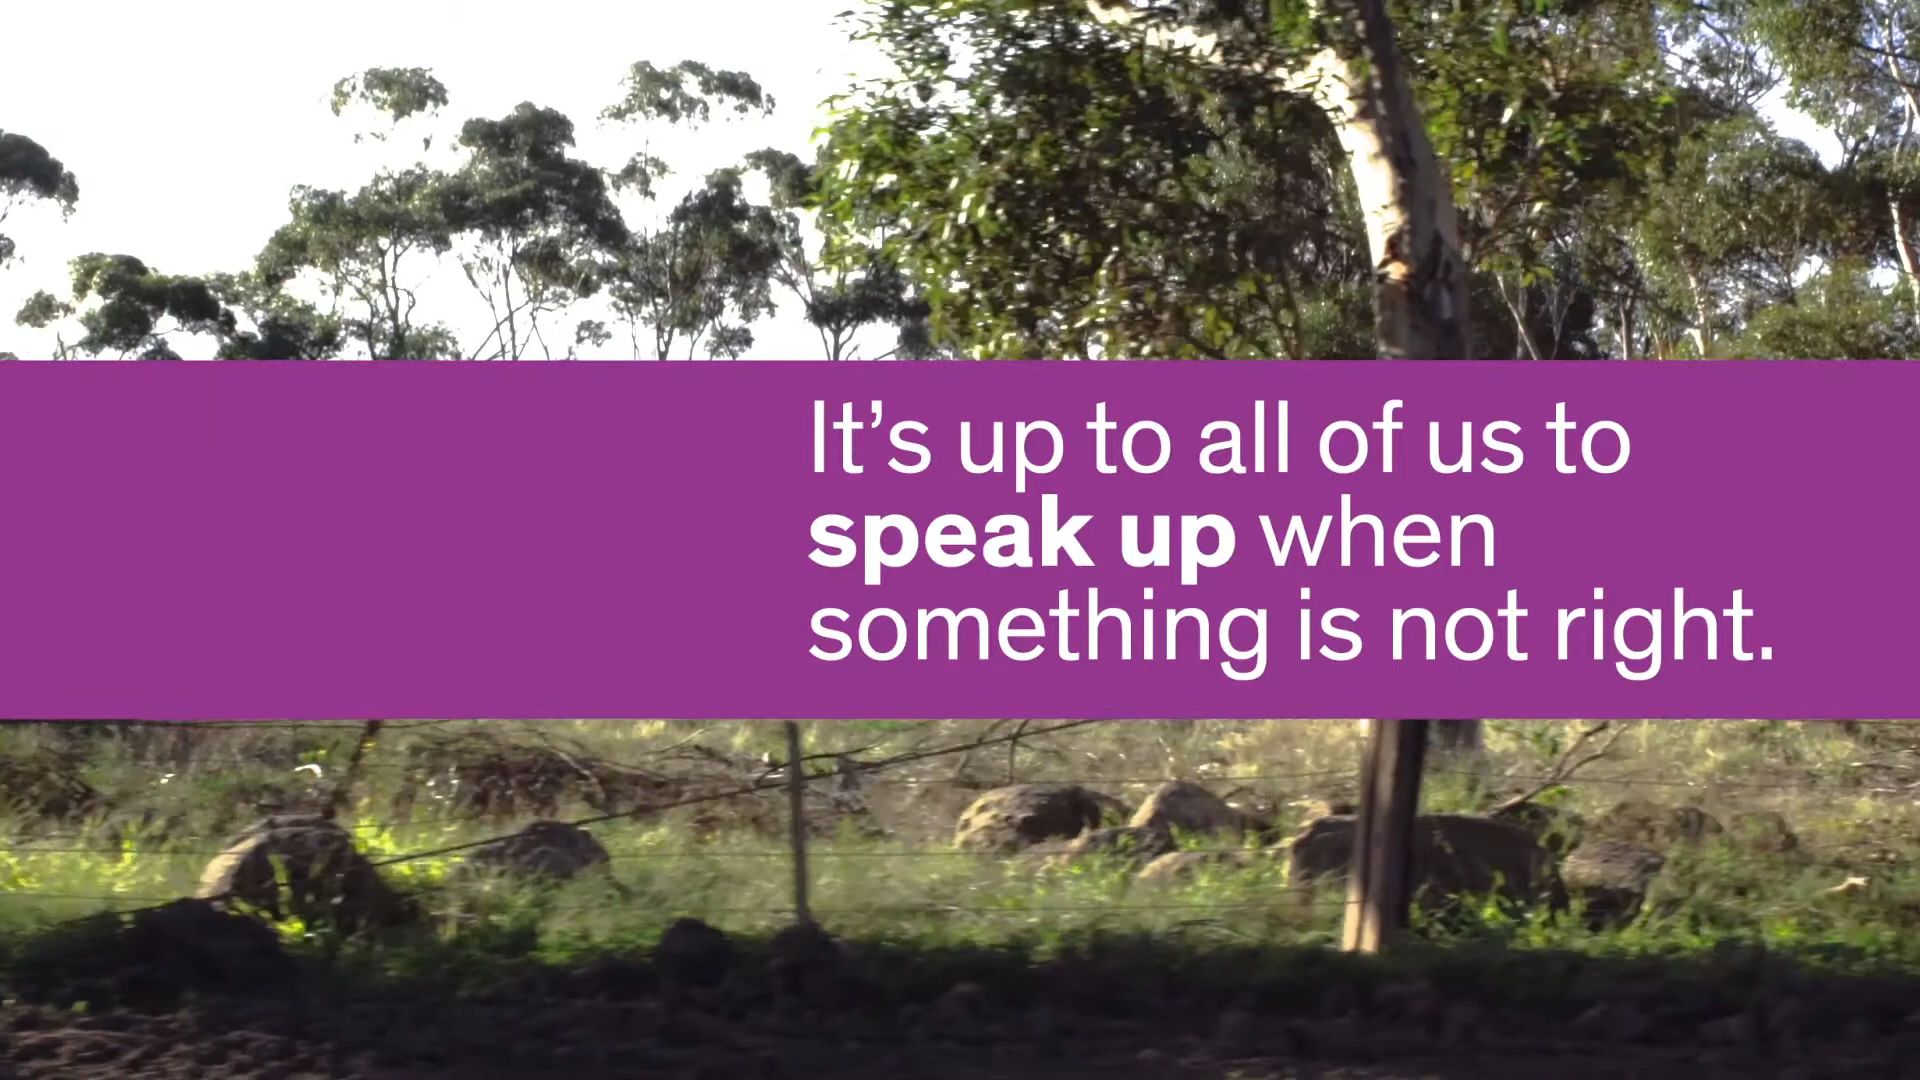 It’s up to all of us to
speak up when
something is not right.